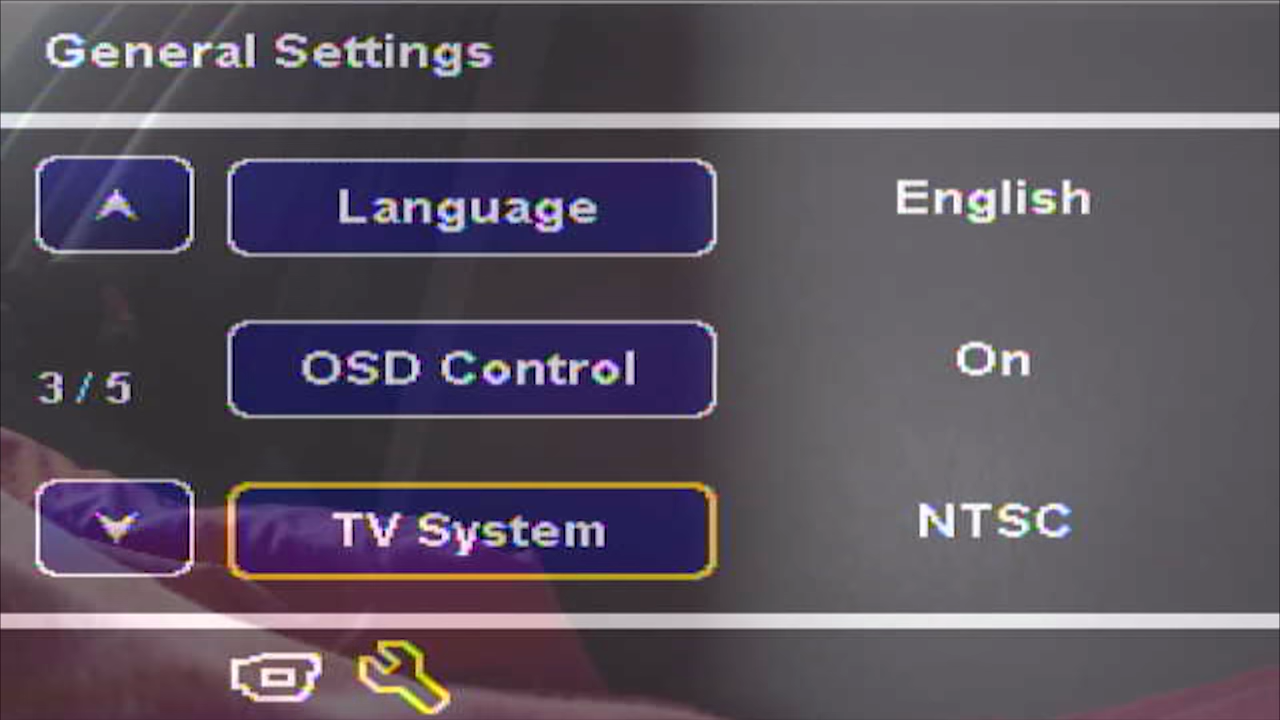 General Settings
Language English
OSD Control On
3 / 5
TV System NTSC